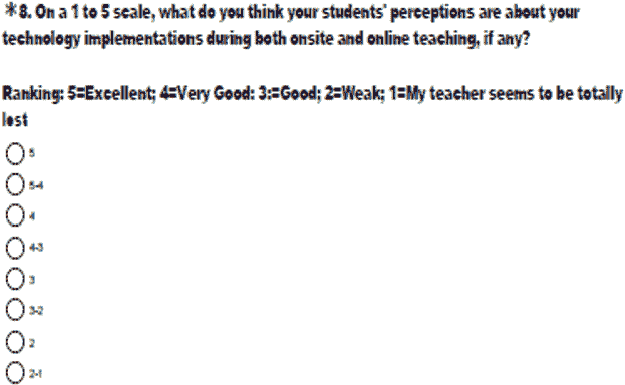 *8. On a 1 to 5 scale, what do you think your students' perceptions are about your
technology implementations during both onsite and online teaching, if any?
Ranking: 5=Excellent; 4=Very Good: 3:=Good; 2=Weak; 1=My teacher seems to be totally
lost
5
5-4
4
4-3
3
3-2
2
2-1